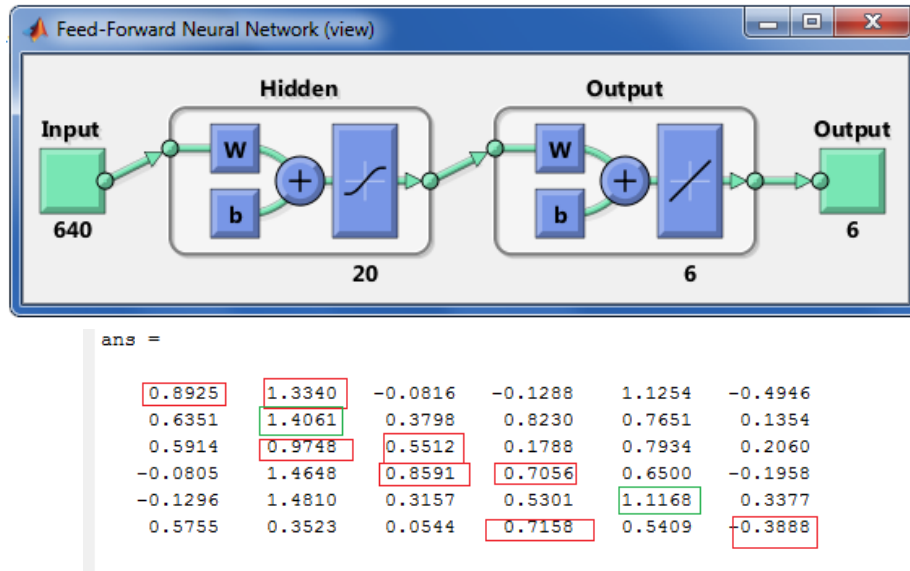 Feed-Forward Neural Network (view)
Hidden
Output
Input
Output
W
W
b
b
640
6
20
6
ans =
0.8925 1.3340 -0.0816 -0.1288 1.1254 -0.4946
0.6351 1.4061 0.3798 0.8230 0.7651 0.1354
0.5914 0.9748 0.5512 0.1788 0.7934 0.2060
-0.0805 1.4648 0.8591 0.7056 0.6500 -0.1958
-0.1296 1.4810 0.3157 0.5301 1.1168 0.3377
0.5755 0.3523 0.0544 0.7158 0.5409 -0.3888